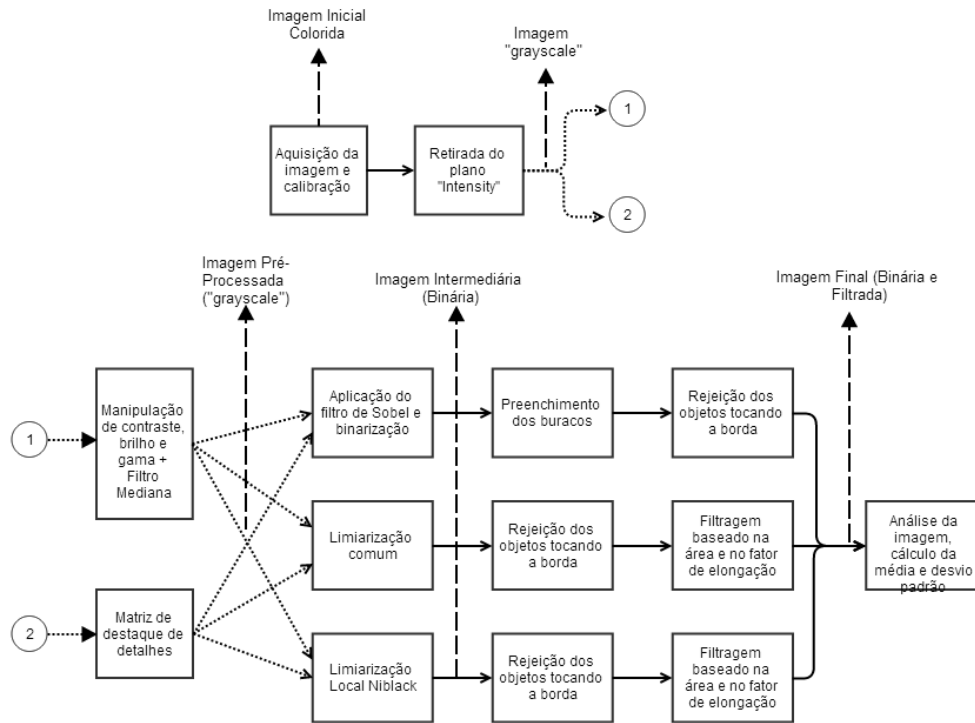 Imagem Inicial
Colorida
Imagem
"grayscale"
1
Aquisição da
imagem e
calibração
Retirada do
plano
"Intensity"
2
Imagem Pré-
Processada
("grayscale")
Imagem Intermediária
(Binária)
Imagem Final (Binária e
Filtrada)
1
Manipulação
de contraste,
brilho e
gama +
Filtro
Mediana
Aplicação do
filtro de Sobel e
binarização
Preenchimento
dos buracos
Rejeição dos
objetos tocando
a borda
Limiarização
comum
Rejeição dos
objetos tocando
a borda
Filtragem
baseado na
área e no fator
de elongação
Análise da
imagem,
cálculo da
média e desvio
padrão
2
Matriz de
destaque de
detalhes
Limiarização
Local Niblack
Rejeição dos
objetos tocando
a borda
Filtragem
baseado na
área e no fator
de elongação